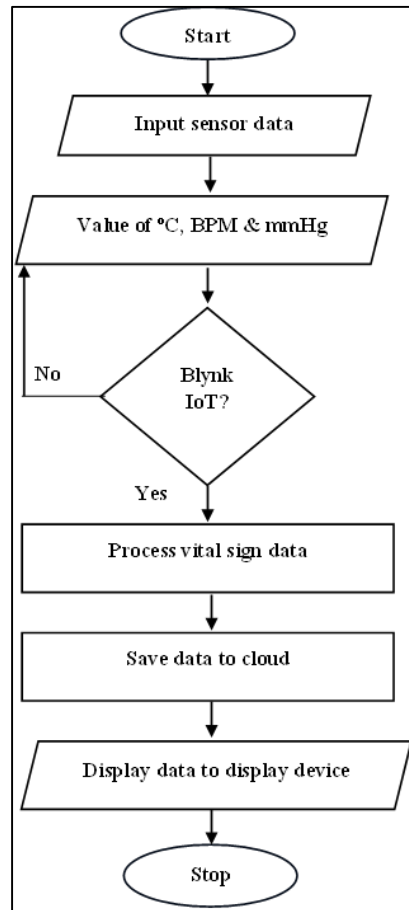 Start
Input sensor data
Value of °C, BPM & mmHg
No
Blynk
IoT?
Yes
Process vital sign data
Save data to cloud
Display data to display device
Stop